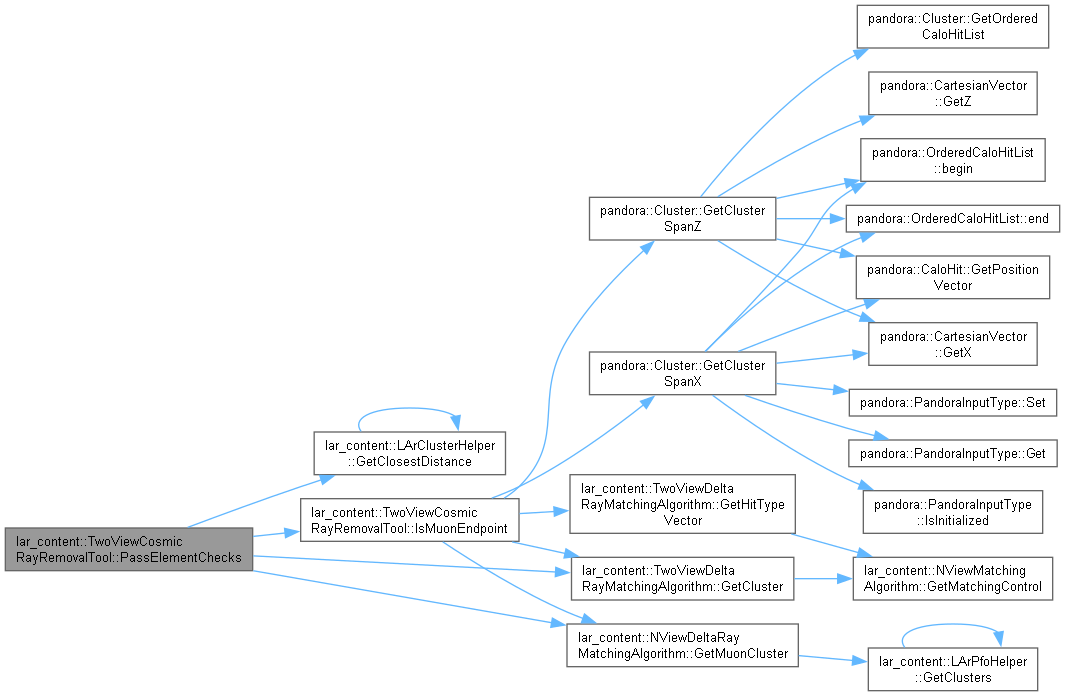 pandora::Cluster::GetOrdered
CaloHitList
pandora::CartesianVector
::GetZ
pandora::OrderedCaloHitList
::begin
pandora::Cluster::GetCluster
SpanZ
pandora::OrderedCaloHitList::end
pandora::CaloHit::GetPosition
Vector
pandora::CartesianVector
::GetX
pandora::Cluster::GetCluster
SpanX
pandora::PandoraInputType::Set
pandora::PandoraInputType::Get
lar_content::LArClusterHelper
::GetClosestDistance
pandora::PandoraInputType
::IsInitialized
lar_content::TwoViewDelta
RayMatchingAlgorithm::GetHitType
Vector
lar_content::TwoViewCosmic
RayRemovalTool::IsMuonEndpoint
lar_content::TwoViewCosmic
RayRemovalTool::PassElementChecks
lar_content::TwoViewDelta
RayMatchingAlgorithm::GetCluster
lar_content::NViewMatching
Algorithm::GetMatchingControl
lar_content::NViewDeltaRay
MatchingAlgorithm::GetMuonCluster
lar_content::LArPfoHelper
::GetClusters